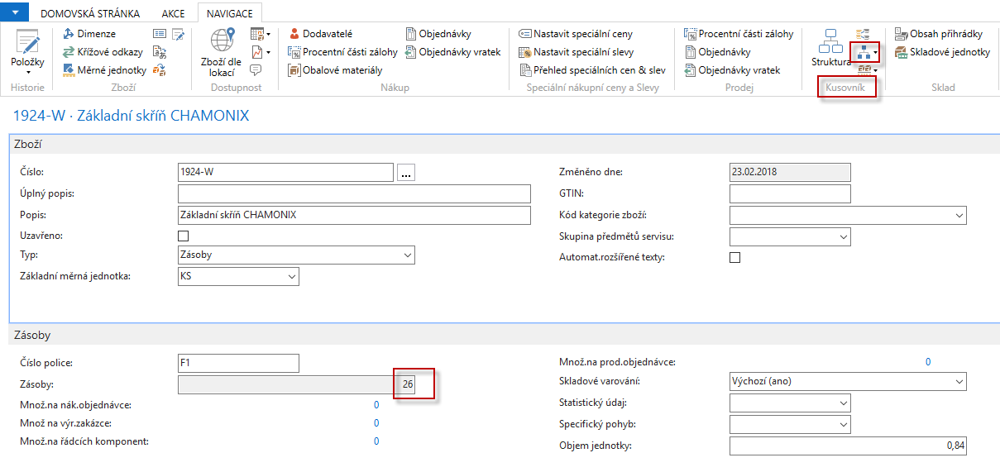 DOMOVSKÁ STRÁNKA AKCE NAVIGACE
Položky
Historie
Dimenze
Křížové odkazy
Měrné jednotky
Zboží
Zboží dle lokací
Dostupnost
Dodavatelé
Procentní části zálohy
Obalové materiály
Objednávky
Objednávky vratek
Nákup
Nastavit speciální ceny
Nastavit speciální slevy
Přehled speciálních cen & slev
Speciální nákupní ceny a Slevy
Procentní části zálohy
Objednávky
Objednávky vratek
Prodej
Struktura
Kusovník
Obsah přihrádky
Skladové jednotky
Sklad
1924-W · Základní skříň CHAMONIX
Zboží
Číslo: 1924-W ...
Úplný popis:
Popis: Základní skříň CHAMONIX
Uzavřeno:
Typ: Zásoby
Základní měrná jednotka: KS
Změněno dne: 23.02.2018
GTIN:
Kód kategorie zboží:
Skupina předmětů servisu:
Automat.rozšířené texty:
Zásoby
Číslo police: F1
Zásoby: 26
Množ.na nák.objednávce: 0
Množ na výr.zakázce: 0
Množ.na řádcích komponent: 0
Množ.na prod.objednávce: 0
Skladové varování: Výchozí (ano)
Statistický údaj:
Specifický pohyb:
Objem jednotky: 0,84